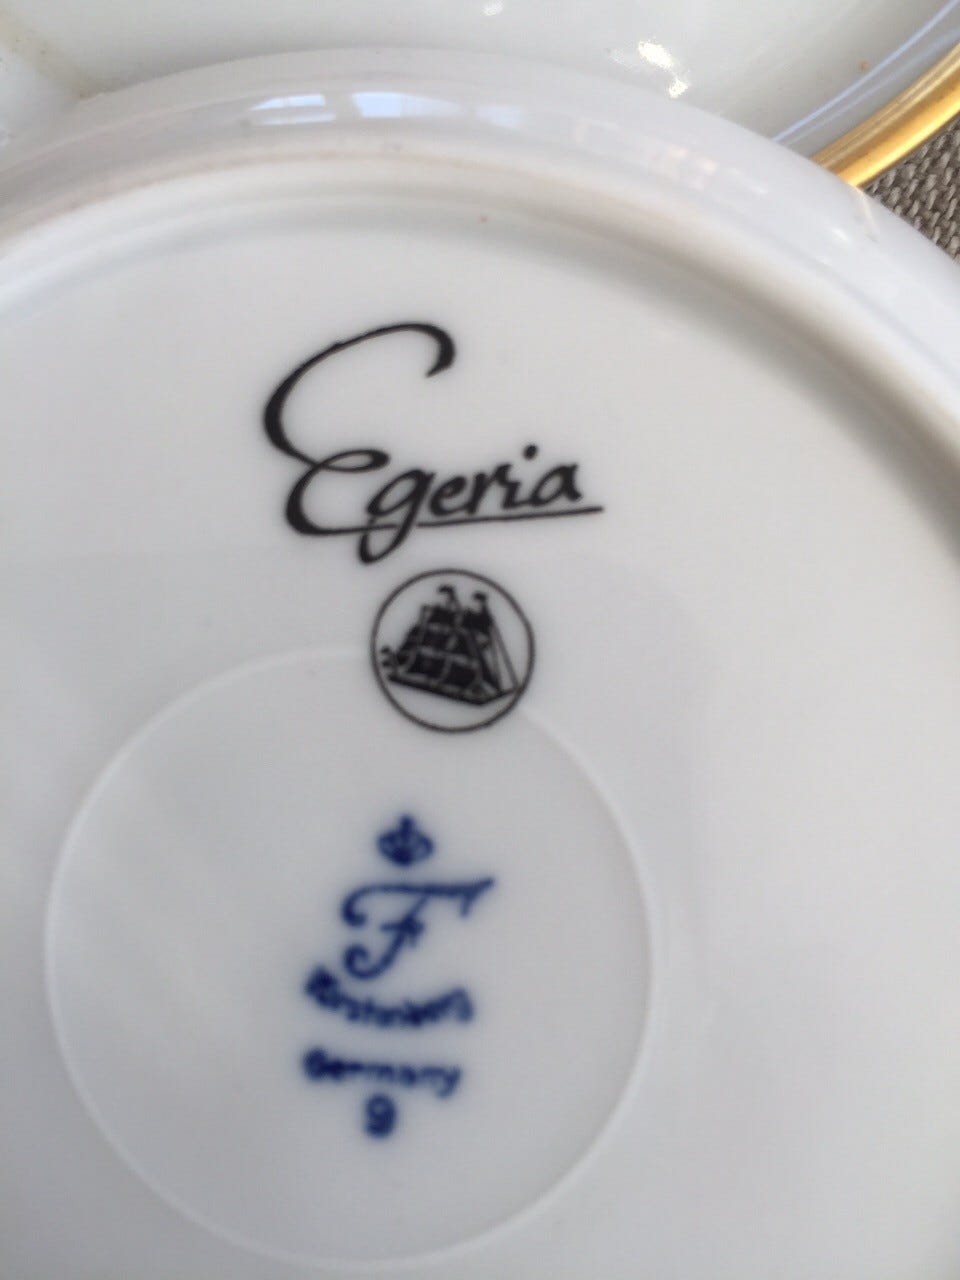 Egeria
F
Fürstenberg
Germany
9